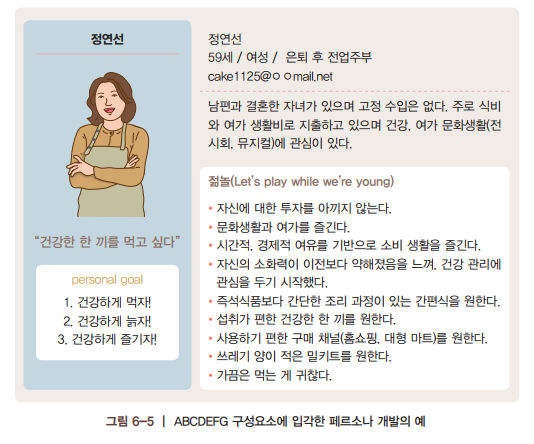 정연선
"건강한 한 끼를 먹고 싶다"
personal goal
1. 건강하게 먹자!
2. 건강하게 늙자!
3. 건강하게 즐기자!
정연선
59세 / 여성 / 은퇴 후 전업주부
cake1125@ㅇㅇmail.net
남편과 결혼한 자녀가 있으며 고정 수입은 없다. 주로 식비
와 여가 생활비로 지출하고 있으며 건강, 여가 문화생활(전
시회, 뮤지컬)에 관심이 있다.
젊놀(Let's play while we're young)
• 자신에 대한 투자를 아끼지 않는다.
• 문화생활과 여가를 즐긴다.
• 시간적, 경제적 여유를 기반으로 소비 생활을 즐긴다.
• 자신의 소화력이 이전보다 약해졌음을 느껴, 건강 관리에
관심을 두기 시작했다.
• 즉석식품보다 간단한 조리 과정이 있는 간편식을 원한다.
• 섭취가 편한 건강한 한 끼를 원한다.
• 사용하기 편한 구매 채널(홈쇼핑, 대형 마트)를 원한다.
• 쓰레기 양이 적은 밀키트를 원한다.
• 가끔은 먹는 게 귀찮다.
그림 6-5 | ABCDEFG 구성요소에 입각한 페르소나 개발의 예